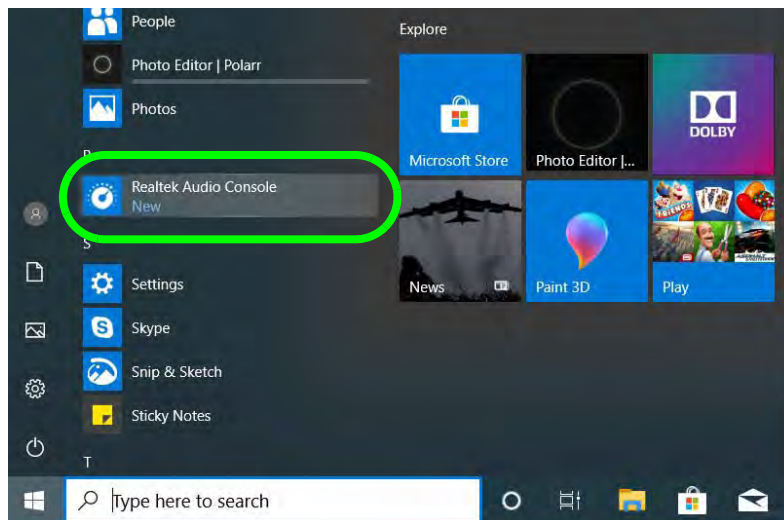 People
Photo Editor | Polarr
Photos
Realtek Audio Console
New
S
Settings
Skype
Snip & Sketch
Sticky Notes
T
Explore
Microsoft Store
Photo Editor |...
DOLBY
News
Paint 3D
Play
FRIENDS
Type here to search